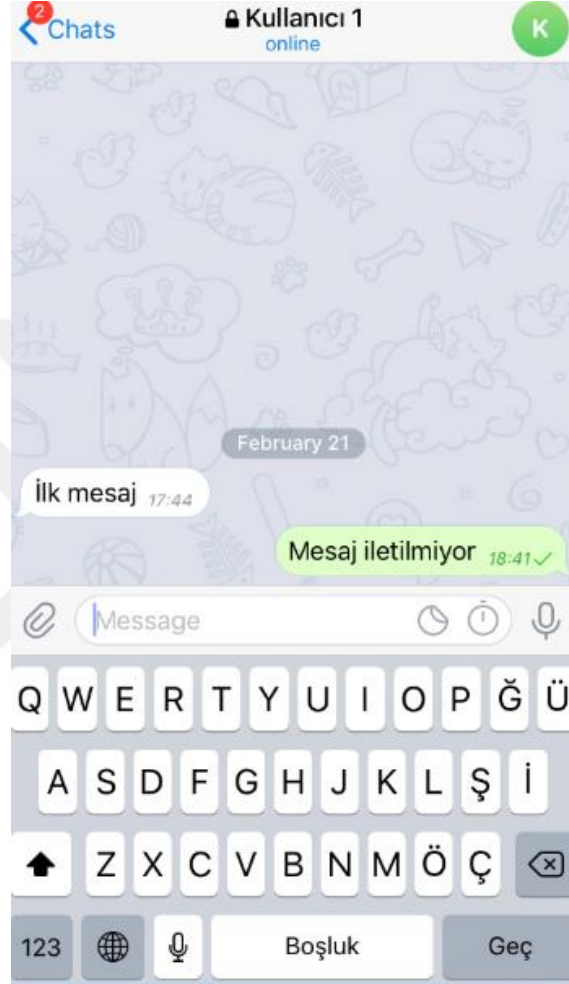 2
Chats
Kullanıcı 1
online
K
February 21
İlk mesaj 17:44
Mesaj iletilmiyor 18:41
Message
Q W E R T Y U I O P Ğ Ü
A S D F G H J K L Ş İ
Z X C V B N M Ö Ç
123 Boşluk Geç